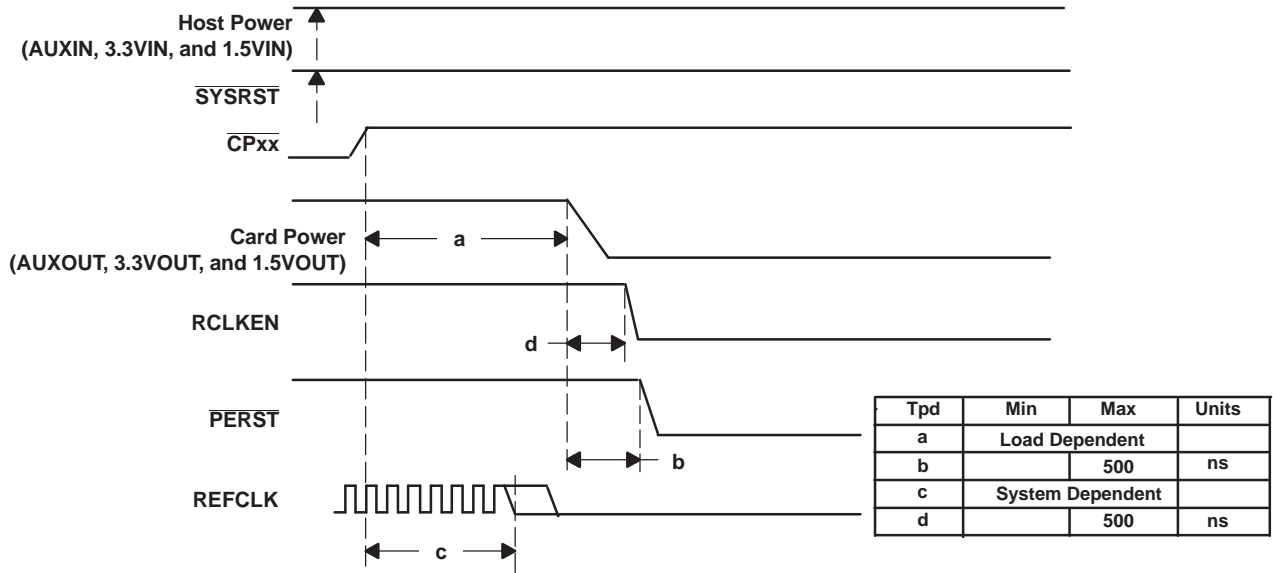 Host Power
(AUXIN, 3.3VIN, and 1.5VIN)
SYSRST
CPxx
Card Power
(AUXOUT, 3.3VOUT, and 1.5VOUT)
a
RCLKEN
d
PERST
b
REFCLK
c
Tpd Min Max Units
a Load Dependent
b 500 ns
c System Dependent
d 500 ns